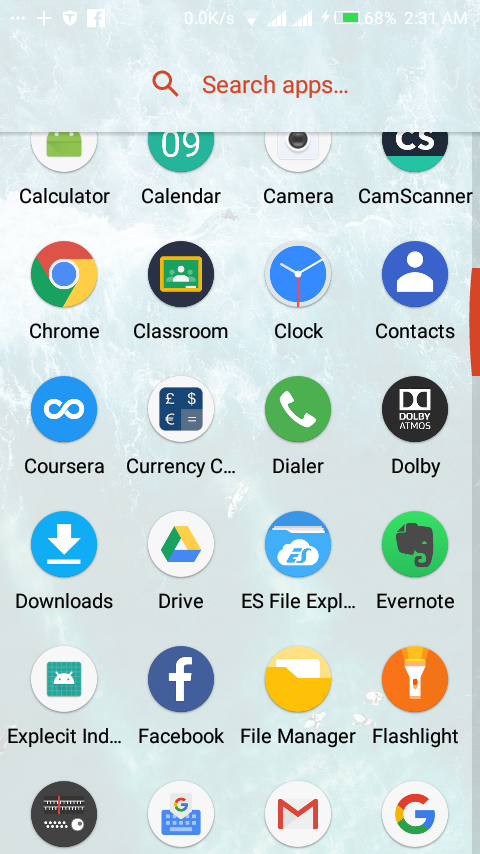 0.0K/s 68% 2:31 AM
Search apps...
09 CS
Calculator Calendar Camera CamScanner
Chrome Classroom Clock Contacts
£ $
€ =
DOLBY
ATMOS
Coursera Currency C... Dialer Dolby
ES
Downloads Drive ES File Expl... Evernote
Explecit Ind... Facebook File Manager Flashlight